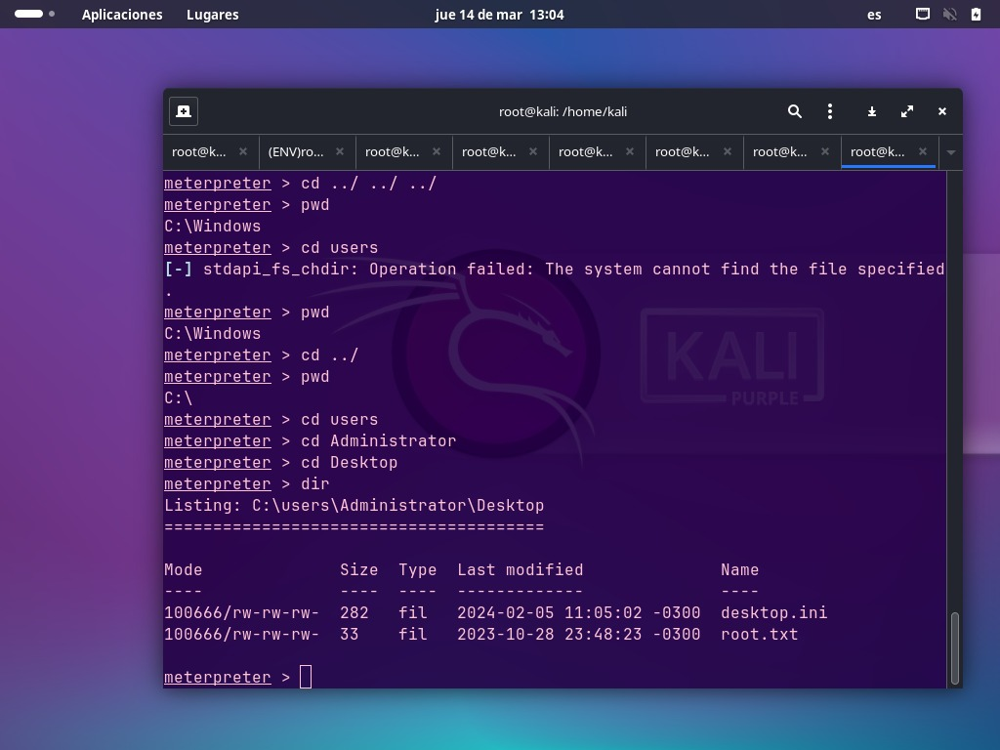 Aplicaciones Lugares jue 14 de mar 13:04 es
root@kali: /home/kali
root@k... (ENV)ro... root@k... root@k... root@k... root@k... root@k... root@k...
meterpreter > cd ../ ../ ../
meterpreter > pwd
C:\Windows
meterpreter > cd users
[-] stdapi_fs_chdir: Operation failed: The system cannot find the file specified
.
meterpreter > pwd
C:\Windows
meterpreter > cd ../
meterpreter > pwd
C:\
meterpreter > cd users
meterpreter > cd Administrator
meterpreter > cd Desktop
meterpreter > dir
Listing: C:\users\Administrator\Desktop
=======================================
Mode Size Type Last modified Name
---- ---- ---- ------------- ----
100666/rw-rw-rw- 282 fil 2024-02-05 11:05:02 -0300 desktop.ini
100666/rw-rw-rw- 33 fil 2023-10-28 23:48:23 -0300 root.txt
meterpreter >
KALI
PURPLE